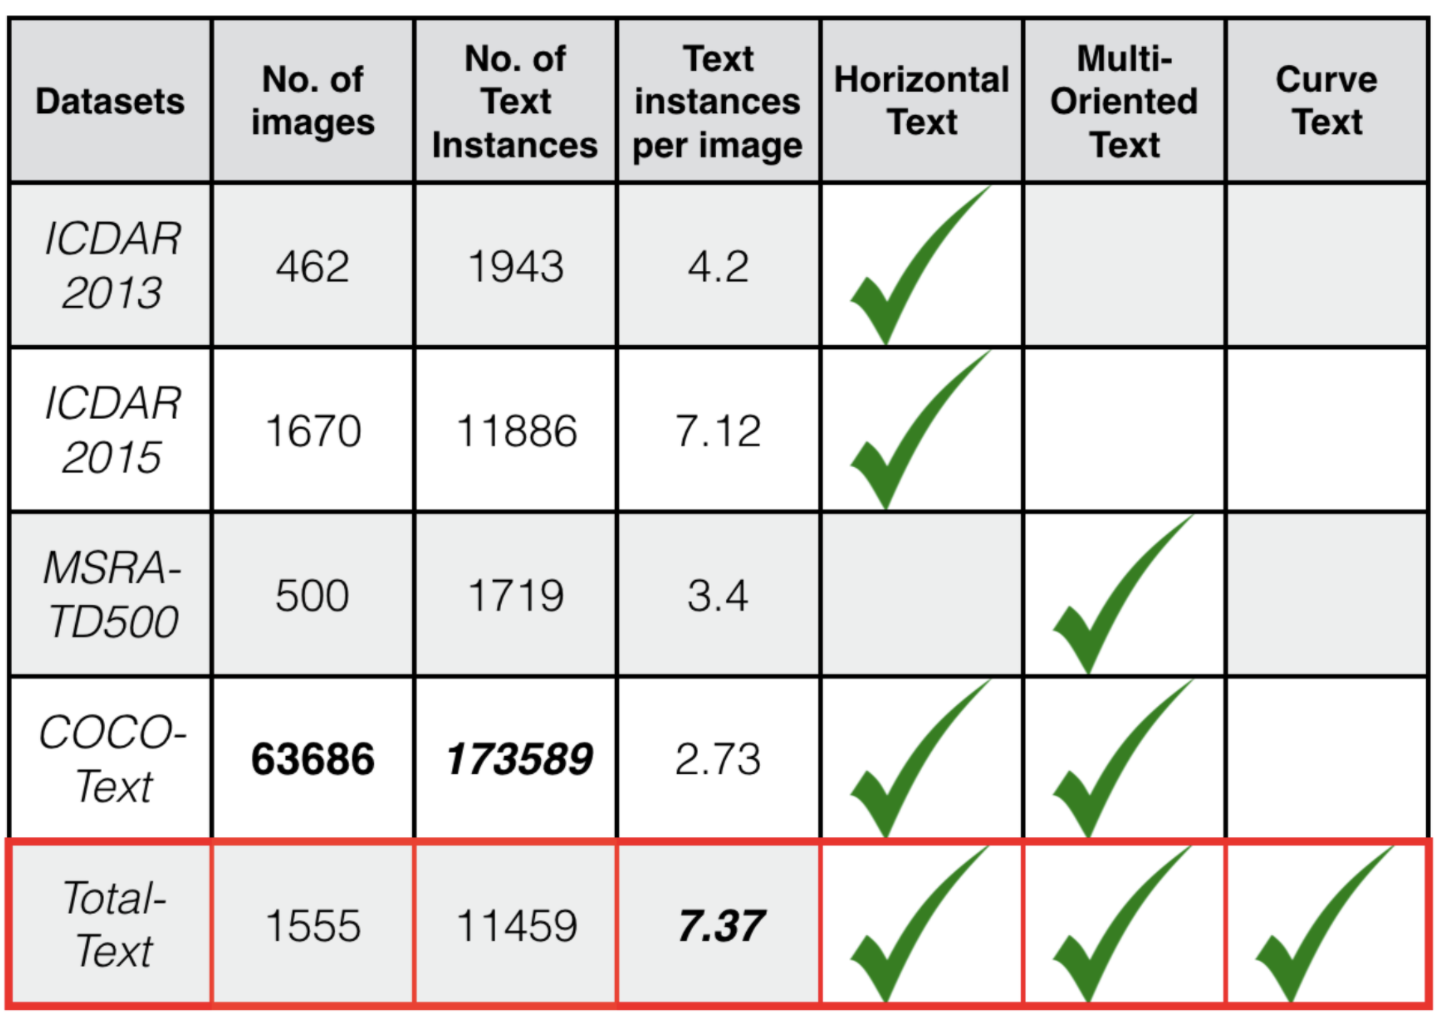 Datasets
No. of
images
No. of
Text
Instances
Text
instances
per image
Horizontal
Text
Multi-
Oriented
Text
Curve
Text
ICDAR
2013
462
1943
4.2
ICDAR
2015
1670
11886
7.12
MSRA-
TD500
500
1719
3.4
COCO-
Text
63686
173589
2.73
Total-
Text
1555
11459
7.37